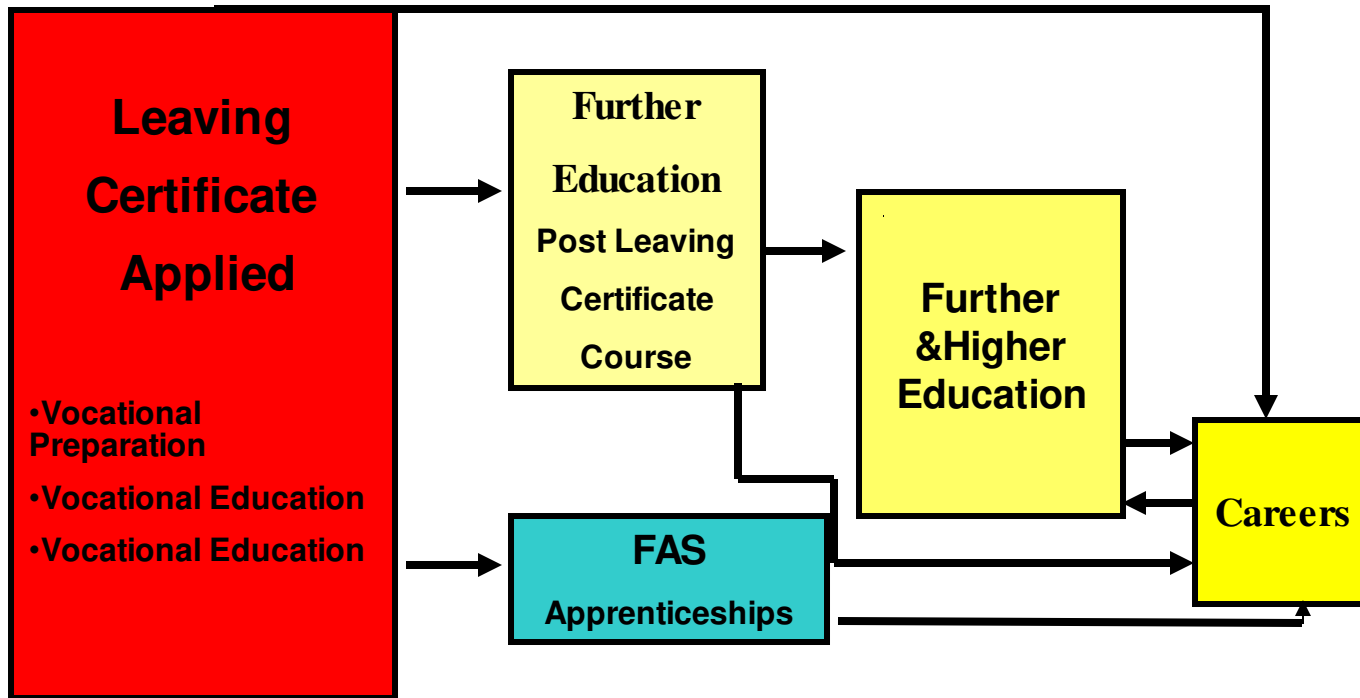 Leaving
Certificate
Applied
•Vocational
Preparation
•Vocational Education
•Vocational Education
Further
Education
Post Leaving
Certificate
Course
FAS
Apprenticeships
Further
&Higher
Education
Careers